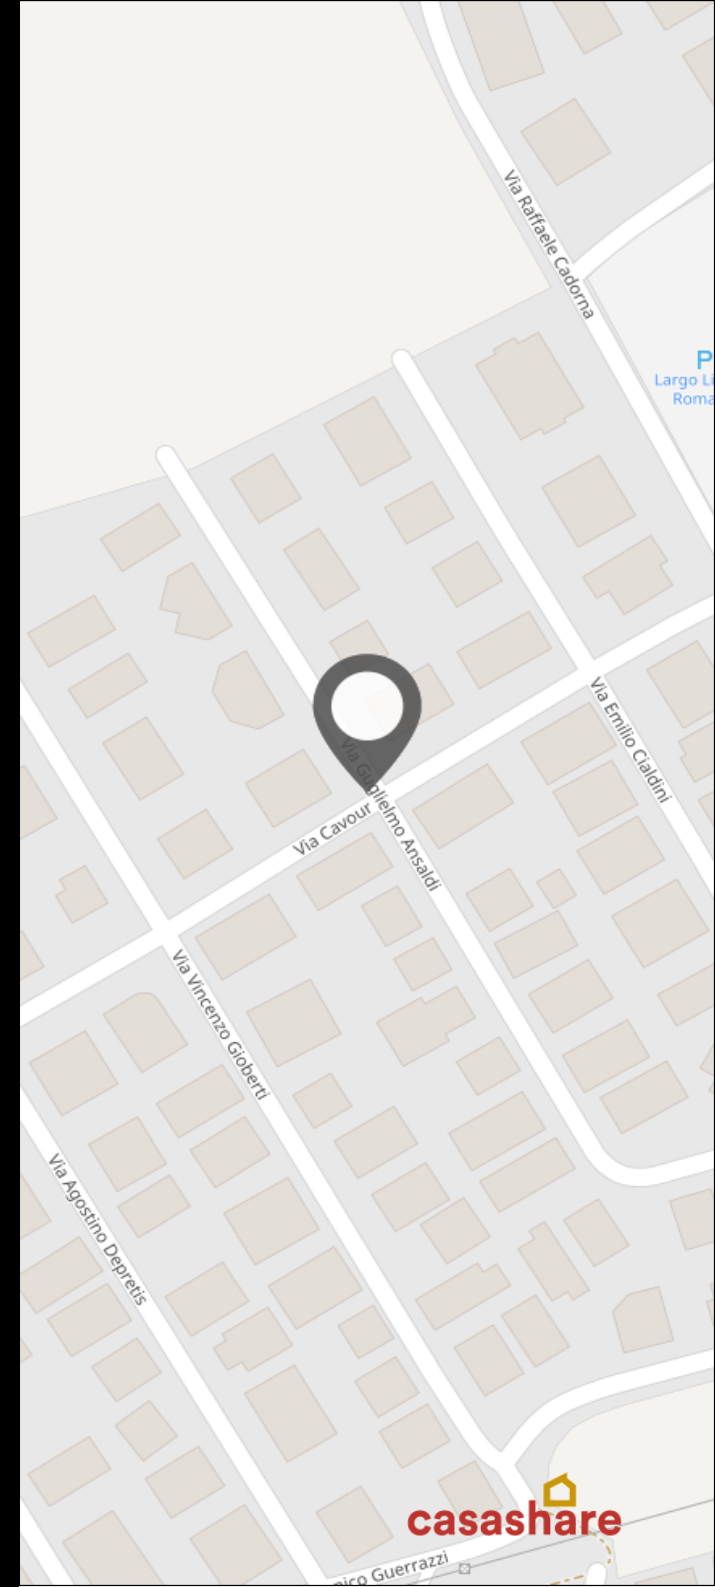 Via Raffaele Cadorna
P
Largo Li
Roma
Via Emilio Cialdini
Via Guglielmo Ansaldi
Via Cavour
Via Vincenzo Gioberti
Via Agostino Depretis
casashare
nico Guerrazzi